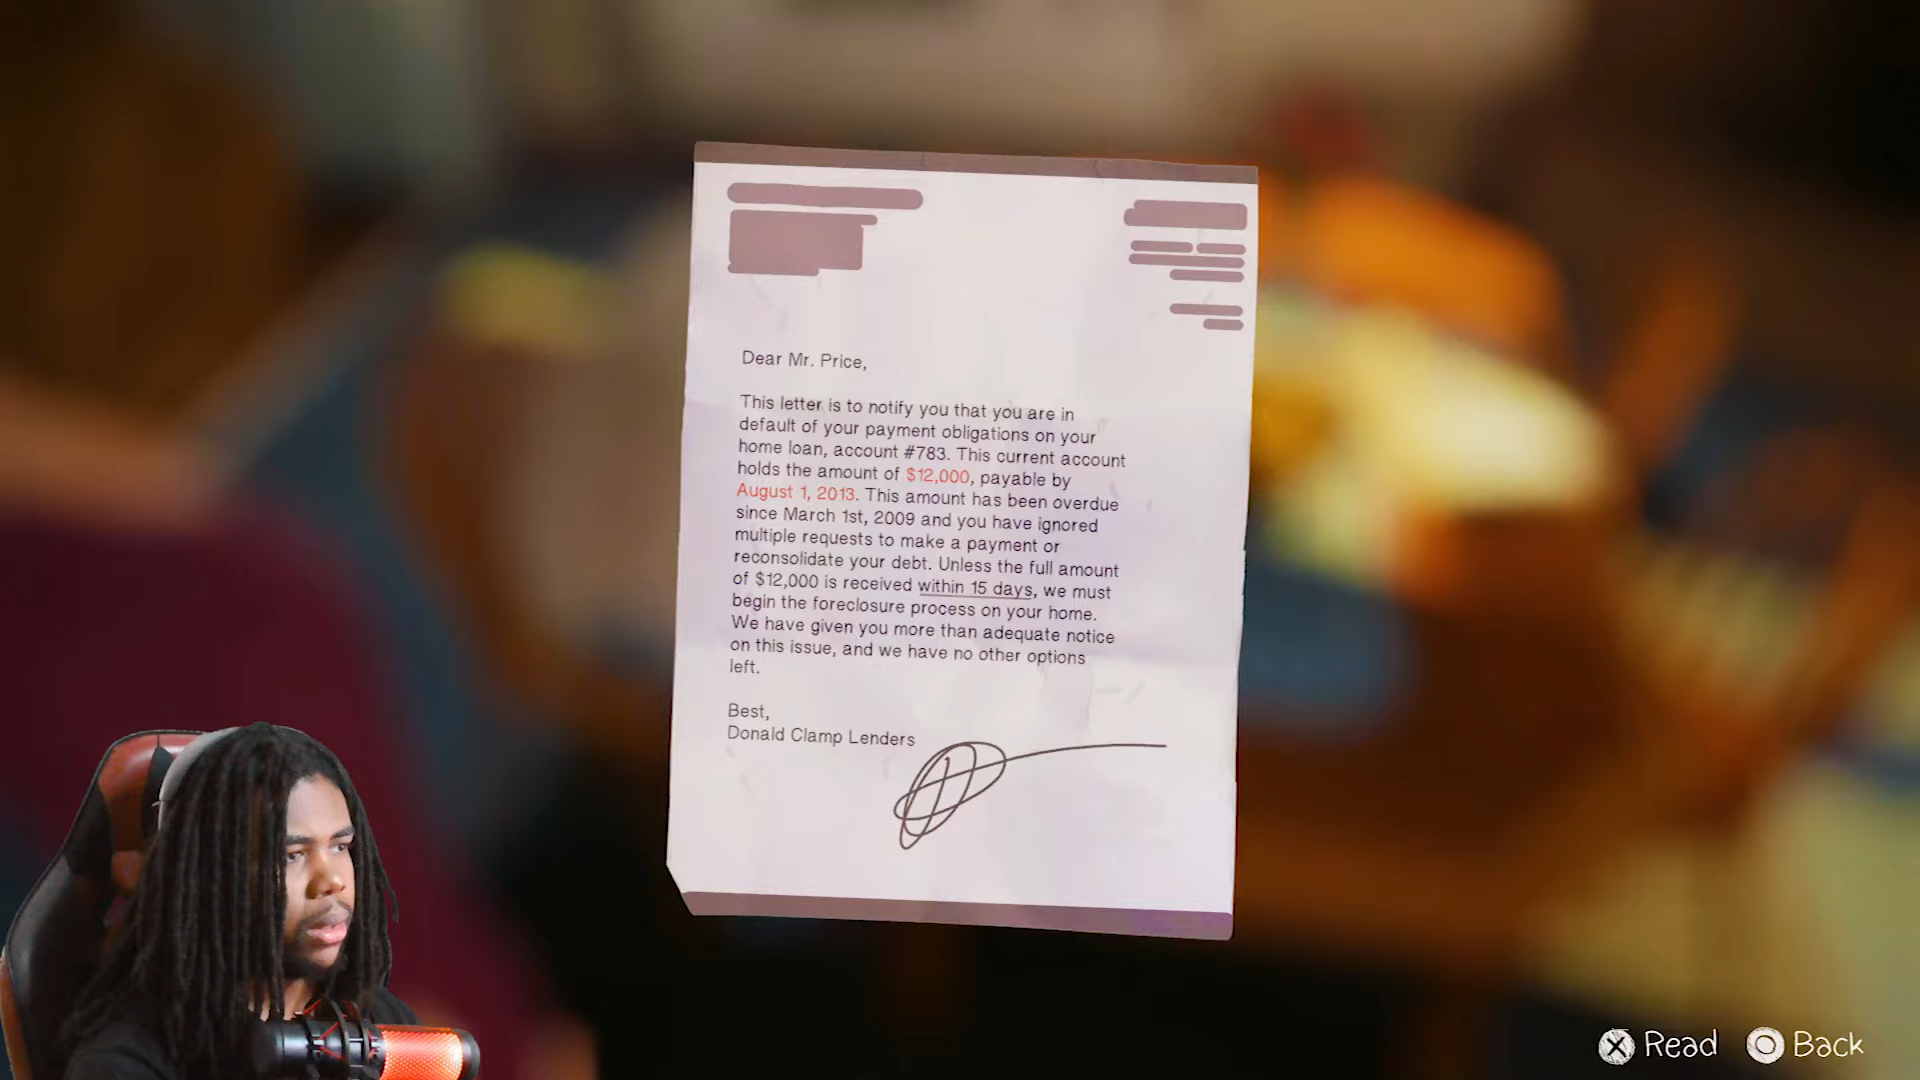 Dear Mr. Price,
This letter is to notify you that you are in
default of your payment obligations on your
home loan, account #783. This current account
holds the amount of $12,000, payable by
August 1, 2013. This amount has been overdue
since March 1st, 2009 and you have ignored
multiple requests to make a payment or
reconsolidate your debt. Unless the full amount
of $12,000 is received within 15 days, we must
begin the foreclosure process on your home.
We have given you more than adequate notice
on this issue, and we have no other options
left.
Best,
Donald Clamp Lenders
Read
Back